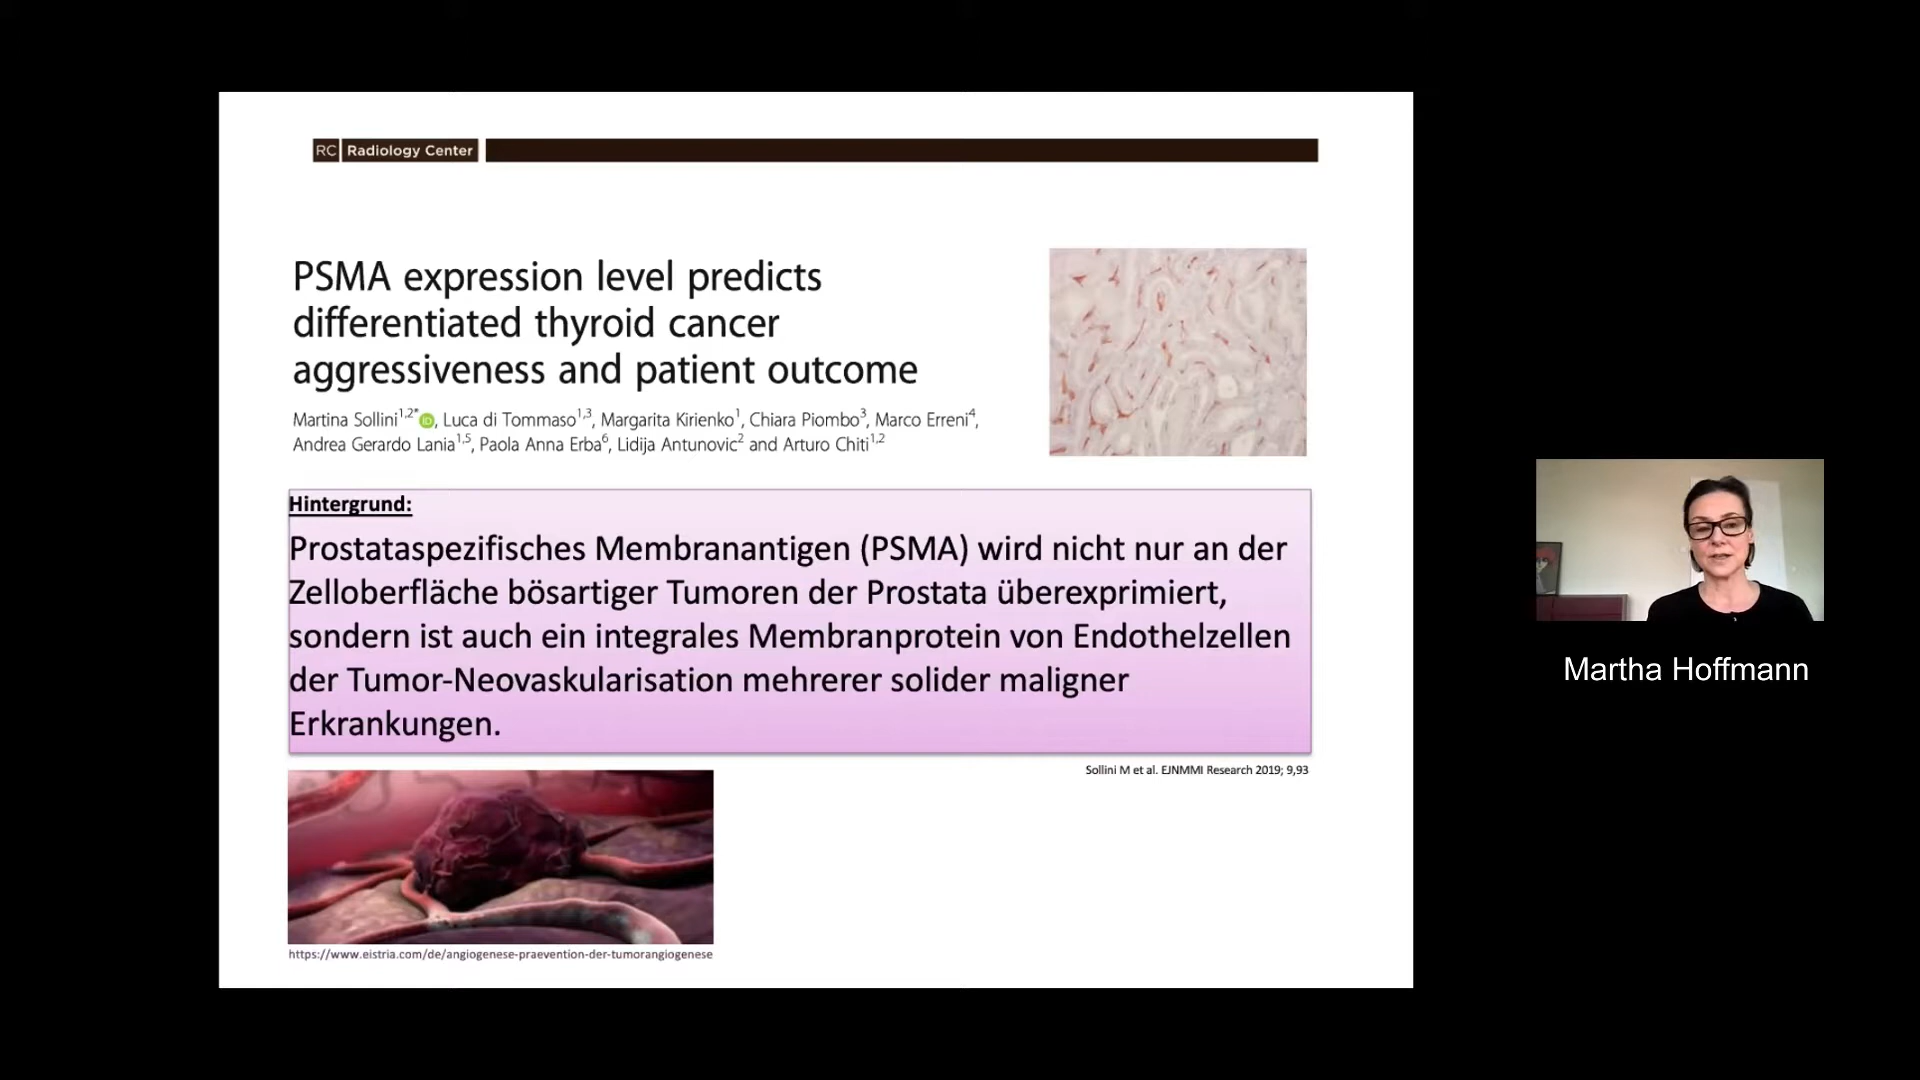 RC Radiology Center
PSMA expression level predicts
differentiated thyroid cancer
aggressiveness and patient outcome
Martina Sollini1,2* iD, Luca di Tommaso1,3, Margarita Kirienko1, Chiara Piombo3, Marco Erreni4,
Andrea Gerardo Lania1,5, Paola Anna Erba6, Lidija Antunovic2 and Arturo Chiti1,2
Hintergrund:
Prostataspezifisches Membranantigen (PSMA) wird nicht nur an der
Zelloberfläche bösartiger Tumoren der Prostata überexprimiert,
sondern ist auch ein integrales Membranprotein von Endothelzellen
der Tumor-Neovaskularisation mehrerer solider maligner
Erkrankungen.
Sollini M et al. EJNMMI Research 2019; 9,93
https://www.eistria.com/de/angiogenese-praevention-der-tumorangiogenese
Martha Hoffmann